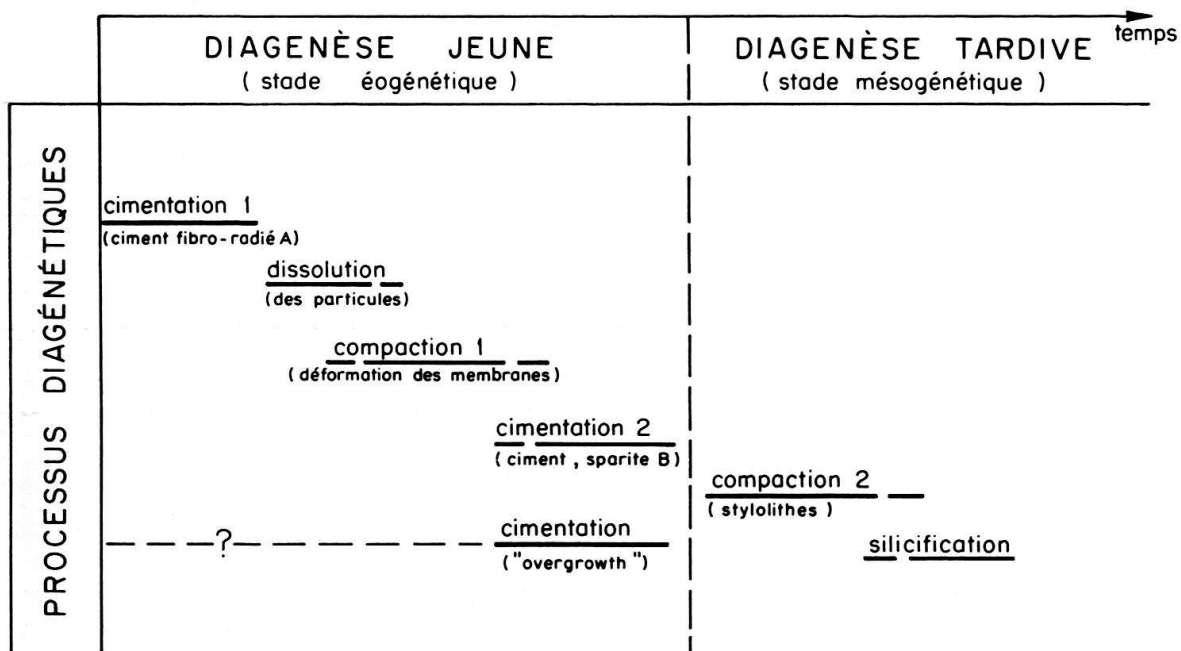 temps
DIAGENÈSE JEUNE
( stade éogénétique )
DIAGENÈSE TARDIVE
( stade mésogénétique )
PROCESSUS DIAGÉNÉTIQUES
cimentation 1
(ciment fibro-radié A)
dissolution
(des particules)
compaction 1
(déformation des membranes)
cimentation 2
(ciment , sparite B)
compaction 2
( stylolithes )
?
cimentation
("overgrowth")
silicification